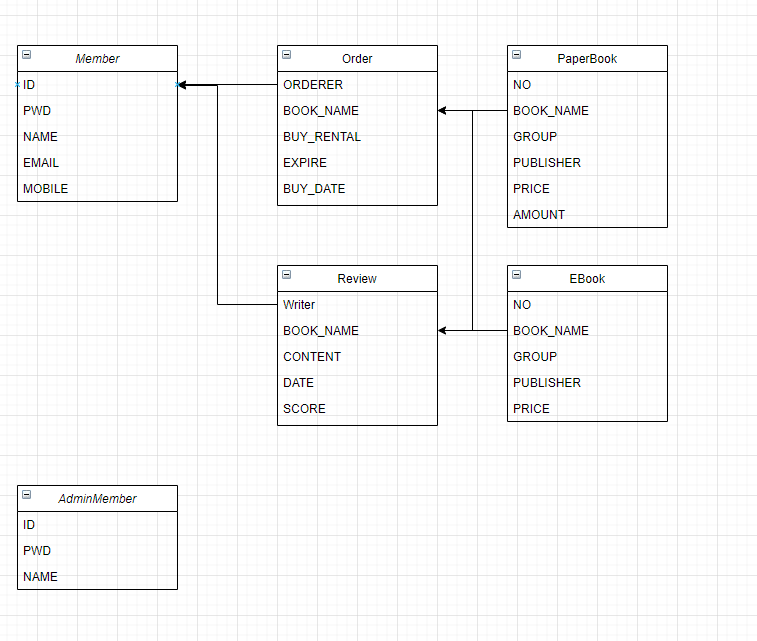 Member
ID
PWD
NAME
EMAIL
MOBILE
Order
ORDERER
BOOK_NAME
BUY_RENTAL
EXPIRE
BUY_DATE
PaperBook
NO
BOOK_NAME
GROUP
PUBLISHER
PRICE
AMOUNT
Review
Writer
BOOK_NAME
CONTENT
DATE
SCORE
EBook
NO
BOOK_NAME
GROUP
PUBLISHER
PRICE
AdminMember
ID
PWD
NAME